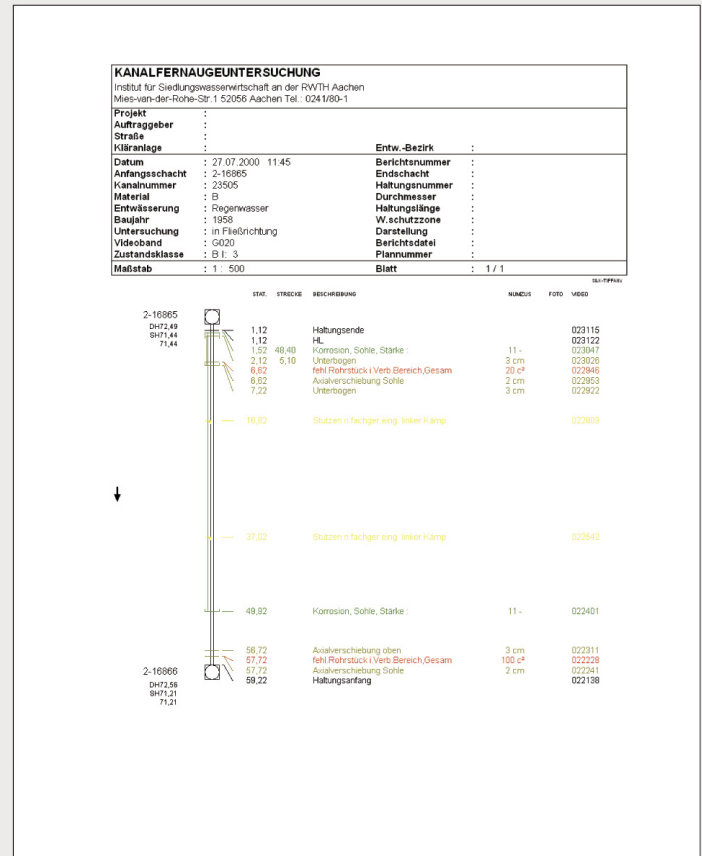 KANALFERNAUGEUNTERSUCHUNG
Institut für Siedlungswasserwirtschaft an der RWTH Aachen
Mies-van-der-Rohe-Str.1 52056 Aachen Tel.: 0241/80-1
Projekt :
Auftraggeber :
Straße :
Kläranlage : Entw.-Bezirk :
Datum : 27.07.2000 11:45 Berichtsnummer :
Anfangsschacht : 2-16865 Endschacht :
Kanalnummer : 23505 Haltungsnummer :
Material : B Durchmesser :
Entwässerung : Regenwasser Haltungslänge :
Baujahr : 1958 W.schutzzone :
Untersuchung : in Fließrichtung Darstellung :
Videoband : G020 Berichtsdatei :
Zustandsklasse : B I: 3 Plannummer :
Maßstab : 1 : 500 Blatt : 1 / 1
STAT. STRECKE BESCHREIBUNG NUMZUS FOTO VIDEO
2-16865
DH72,49
SH71,44
71,44
1,12 Haltungsende 023115
1,12 HL 023122
1,52 48,40 Korrosion, Sohle, Stärke : 11 - 023047
2,12 5,10 Unterbogen 3 cm 023026
6,62 fehl.Rohrstück i.Verb.Bereich,Gesam 20 c² 022946
6,62 Axialverschiebung Sohle 2 cm 022953
7,22 Unterbogen 3 cm 022922
Stutzen n.fachger.eing. linker Kämp
37,02 Stutzen n.fachger.eing. linker Kämp 022642
49,92 Korrosion, Sohle, Stärke : 11 - 022401
56,72 Axialverschiebung oben 3 cm 022311
57,72 fehl.Rohrstück i.Verb.Bereich,Gesam 100 c² 022228
57,72 Axialverschiebung Sohle 2 cm 022241
59,22 Haltungsanfang 022138
2-16866
DH72,56
SH71,21
71,21